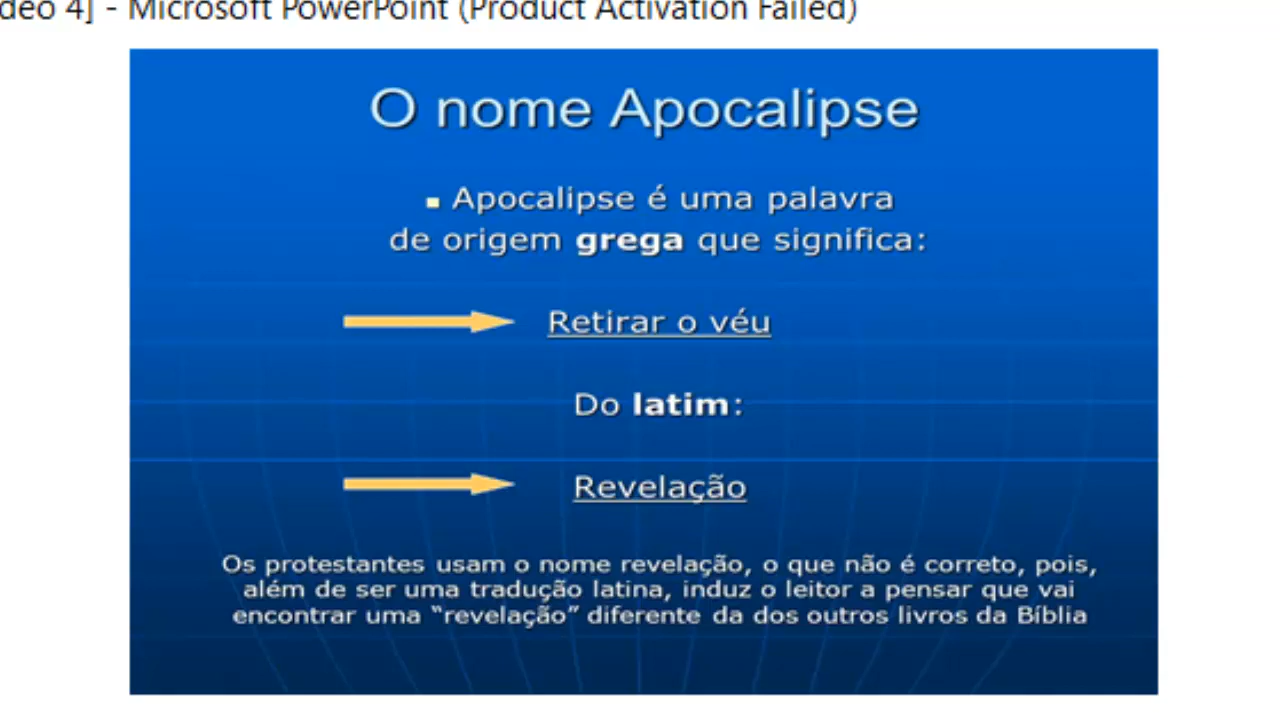 deo 4] - Microsoft PowerPoint (Product Activation Failed)
O nome Apocalipse
▪ Apocalipse é uma palavra
de origem grega que significa:
Retirar o véu
Do latim:
Revelação
Os protestantes usam o nome revelação, o que não é correto, pois,
além de ser uma tradução latina, induz o leitor a pensar que vai
encontrar uma “revelação” diferente da dos outros livros da Bíblia